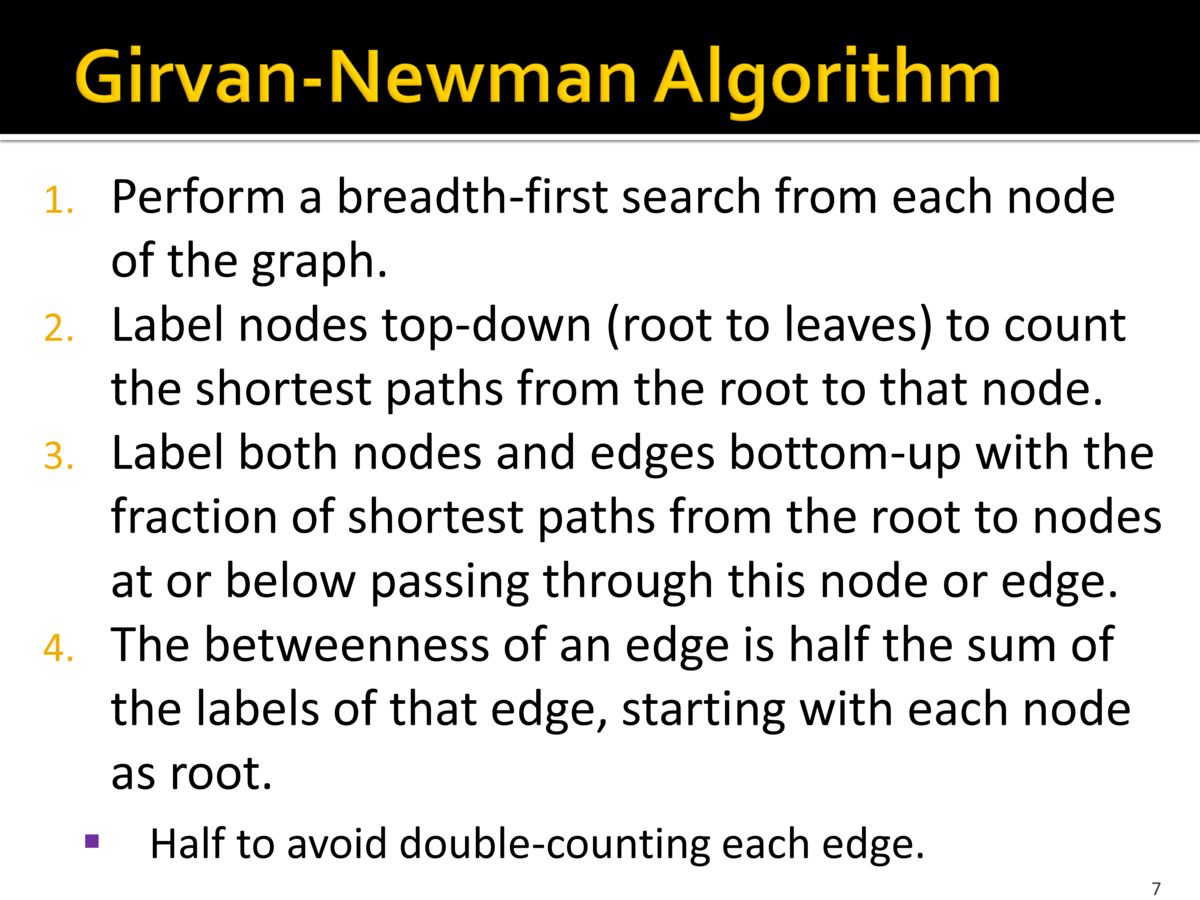 Girvan-Newman Algorithm
1. Perform a breadth-first search from each node
of the graph.
2. Label nodes top-down (root to leaves) to count
the shortest paths from the root to that node.
3. Label both nodes and edges bottom-up with the
fraction of shortest paths from the root to nodes
at or below passing through this node or edge.
4. The betweenness of an edge is half the sum of
the labels of that edge, starting with each node
as root.
▪ Half to avoid double-counting each edge.
7